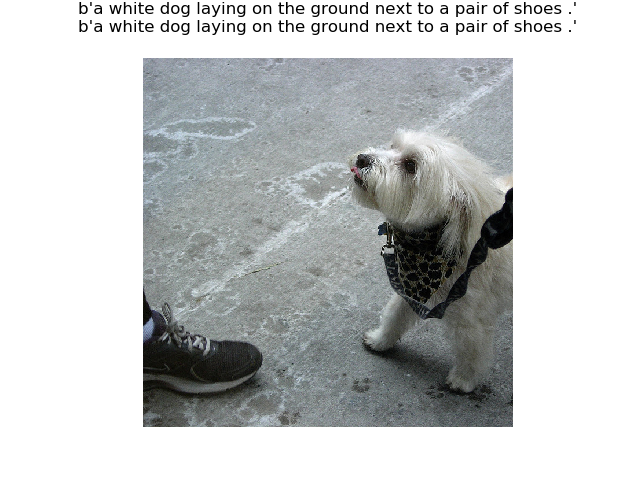 b'a white dog laying on the ground next to a pair of shoes .'
b'a white dog laying on the ground next to a pair of shoes .'